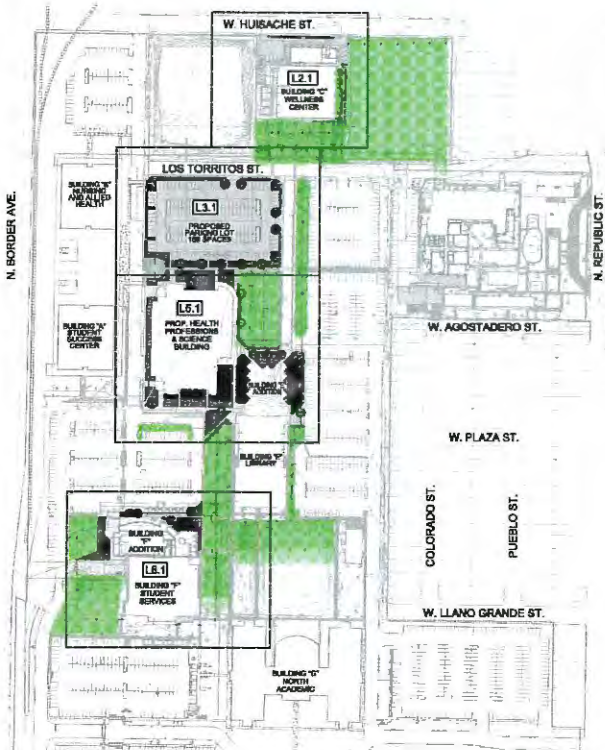 W. HUISACHE ST.
L2.1
BUILDING "C"
WELLNESS
CENTER
LOS TORRITOS ST.
BUILDING "E"
NURSING
AND ALLIED
HEALTH
L3.1
PROPOSED
PARKING LOT
SPACES
N. BORDER AVE.
N. REPUBLIC ST.
L5.1
PROP. HEALTH
PROFESSIONS
& SCIENCE
BUILDING
BUILDING "A"
STUDENT
SUCCESS
CENTER
W. AGOSTADERO ST.
BUILDING
ADDITION
W. PLAZA ST.
LIBRARY
COLORADO ST.
PUEBLO ST.
BUILDING
"F"
ADDITION
L6.1
BUILDING "F"
STUDENT
SERVICES
W. LLANO GRANDE ST.
BUILDING "G"
NORTH
ACADEMIC